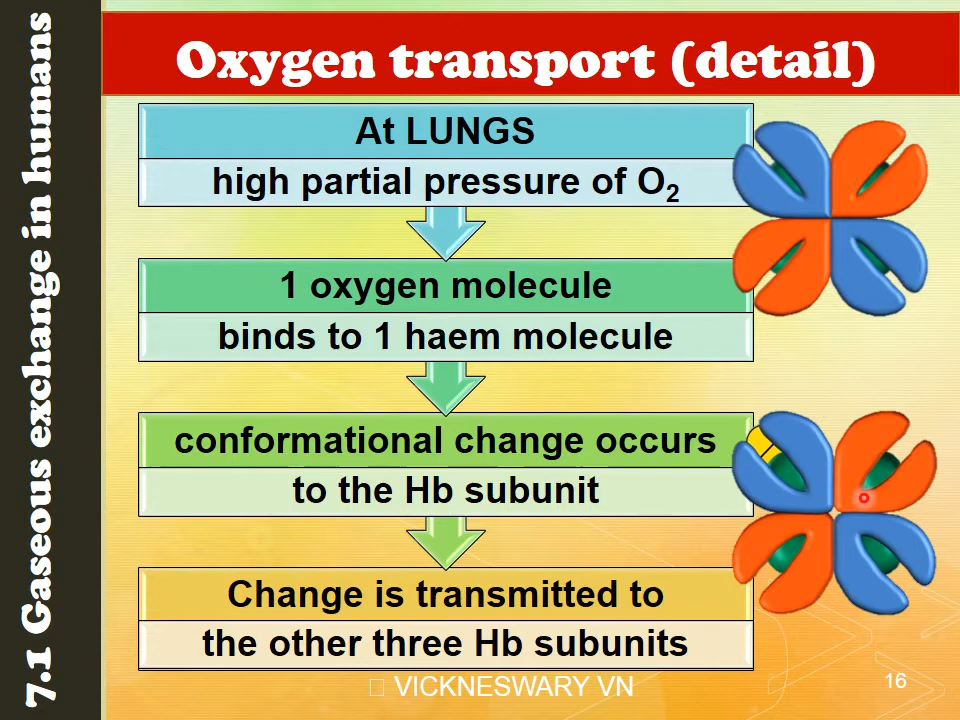 7.1 Gaseous exchange in humans
Oxygen transport (detail)
At LUNGS
high partial pressure of O₂
1 oxygen molecule
binds to 1 haem molecule
conformational change occurs
to the Hb subunit
Change is transmitted to
the other three Hb subunits
VICKNESWARY VN
16